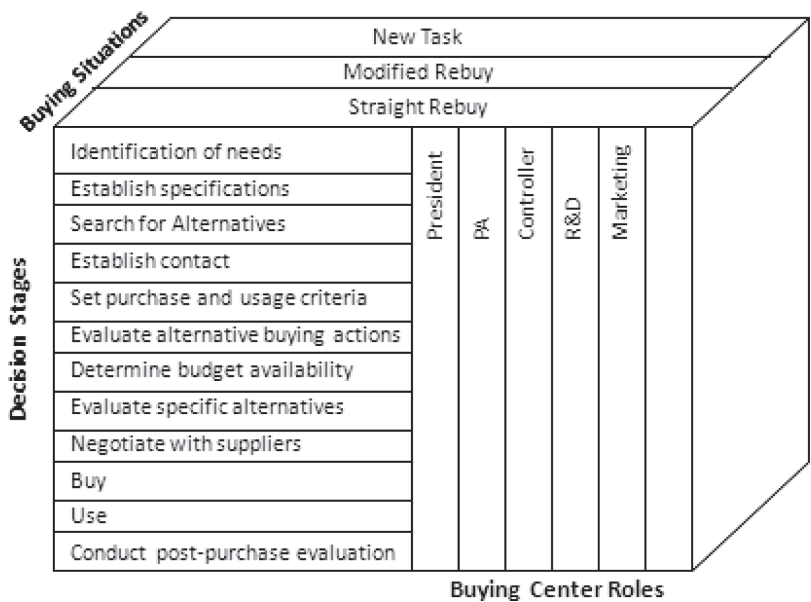 Buying Situations
New Task
Modified Rebuy
Straight Rebuy
Decision Stages
Identification of needs
Establish specifications
Search for Alternatives
Establish contact
Set purchase and usage criteria
Evaluate alternative buying actions
Determine budget availability
Evaluate specific alternatives
Negotiate with suppliers
Buy
Use
Conduct post-purchase evaluation
President
PA
Controller
R&D
Marketing
Buying Center Roles